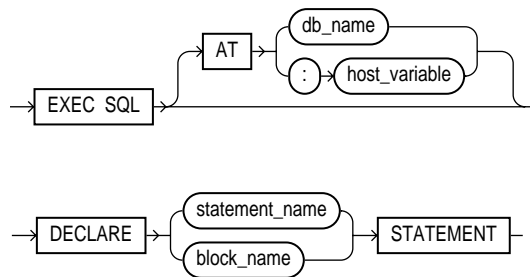 AT db_name
: host_variable
EXEC SQL
statement_name
DECLARE STATEMENT
block_name